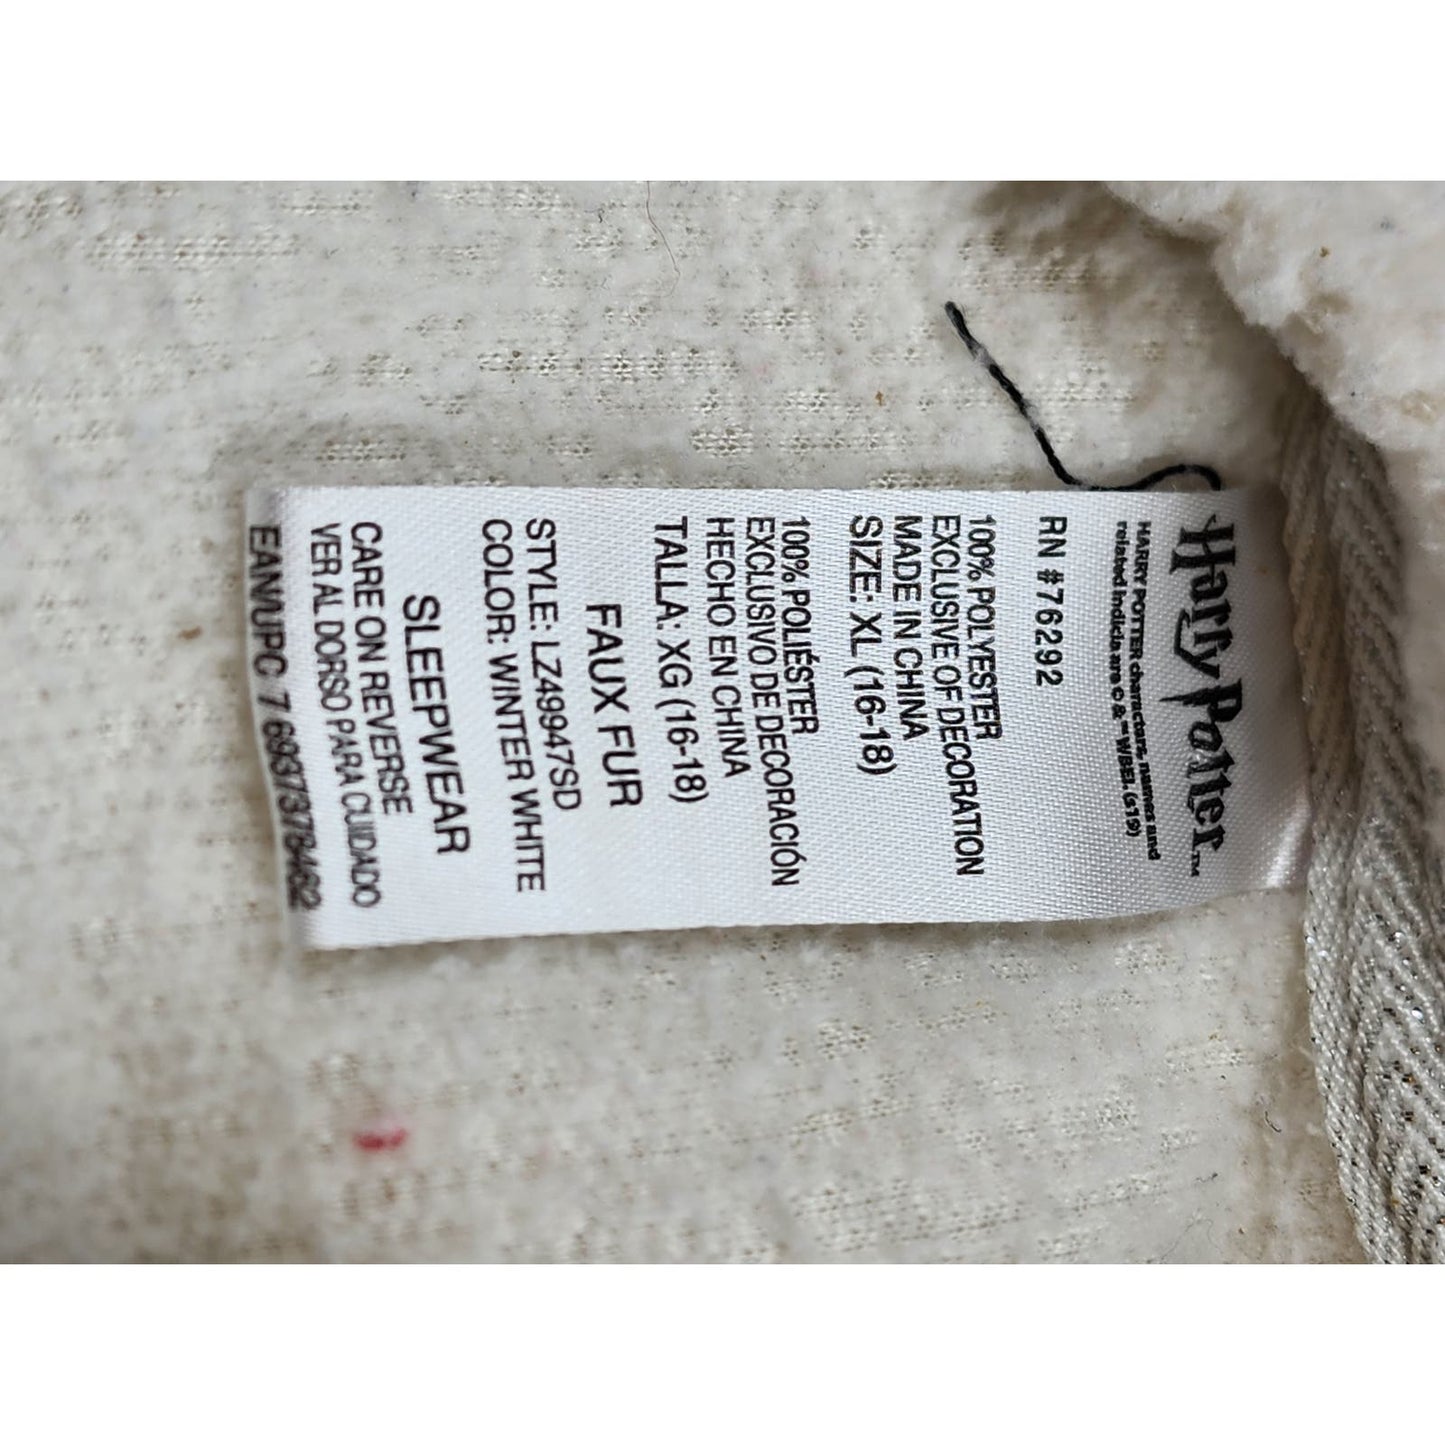 Harry Potter™
HARRY POTTER characters, names and
related indicia are © & ™ WBEI. (s19)
RN #76292
100% POLYESTER
EXCLUSIVE OF DECORATION
MADE IN CHINA
SIZE: XL (16-18)
100% POLIÉSTER
EXCLUSIVO DE DECORACIÓN
HECHO EN CHINA
TALLA: XG (16-18)
FAUX FUR
STYLE: LZ49947SD
COLOR: WINTER WHITE
SLEEPWEAR
CARE ON REVERSE
VER AL DORSO PARA CUIDADO
EAN/UPC 7 6937378462